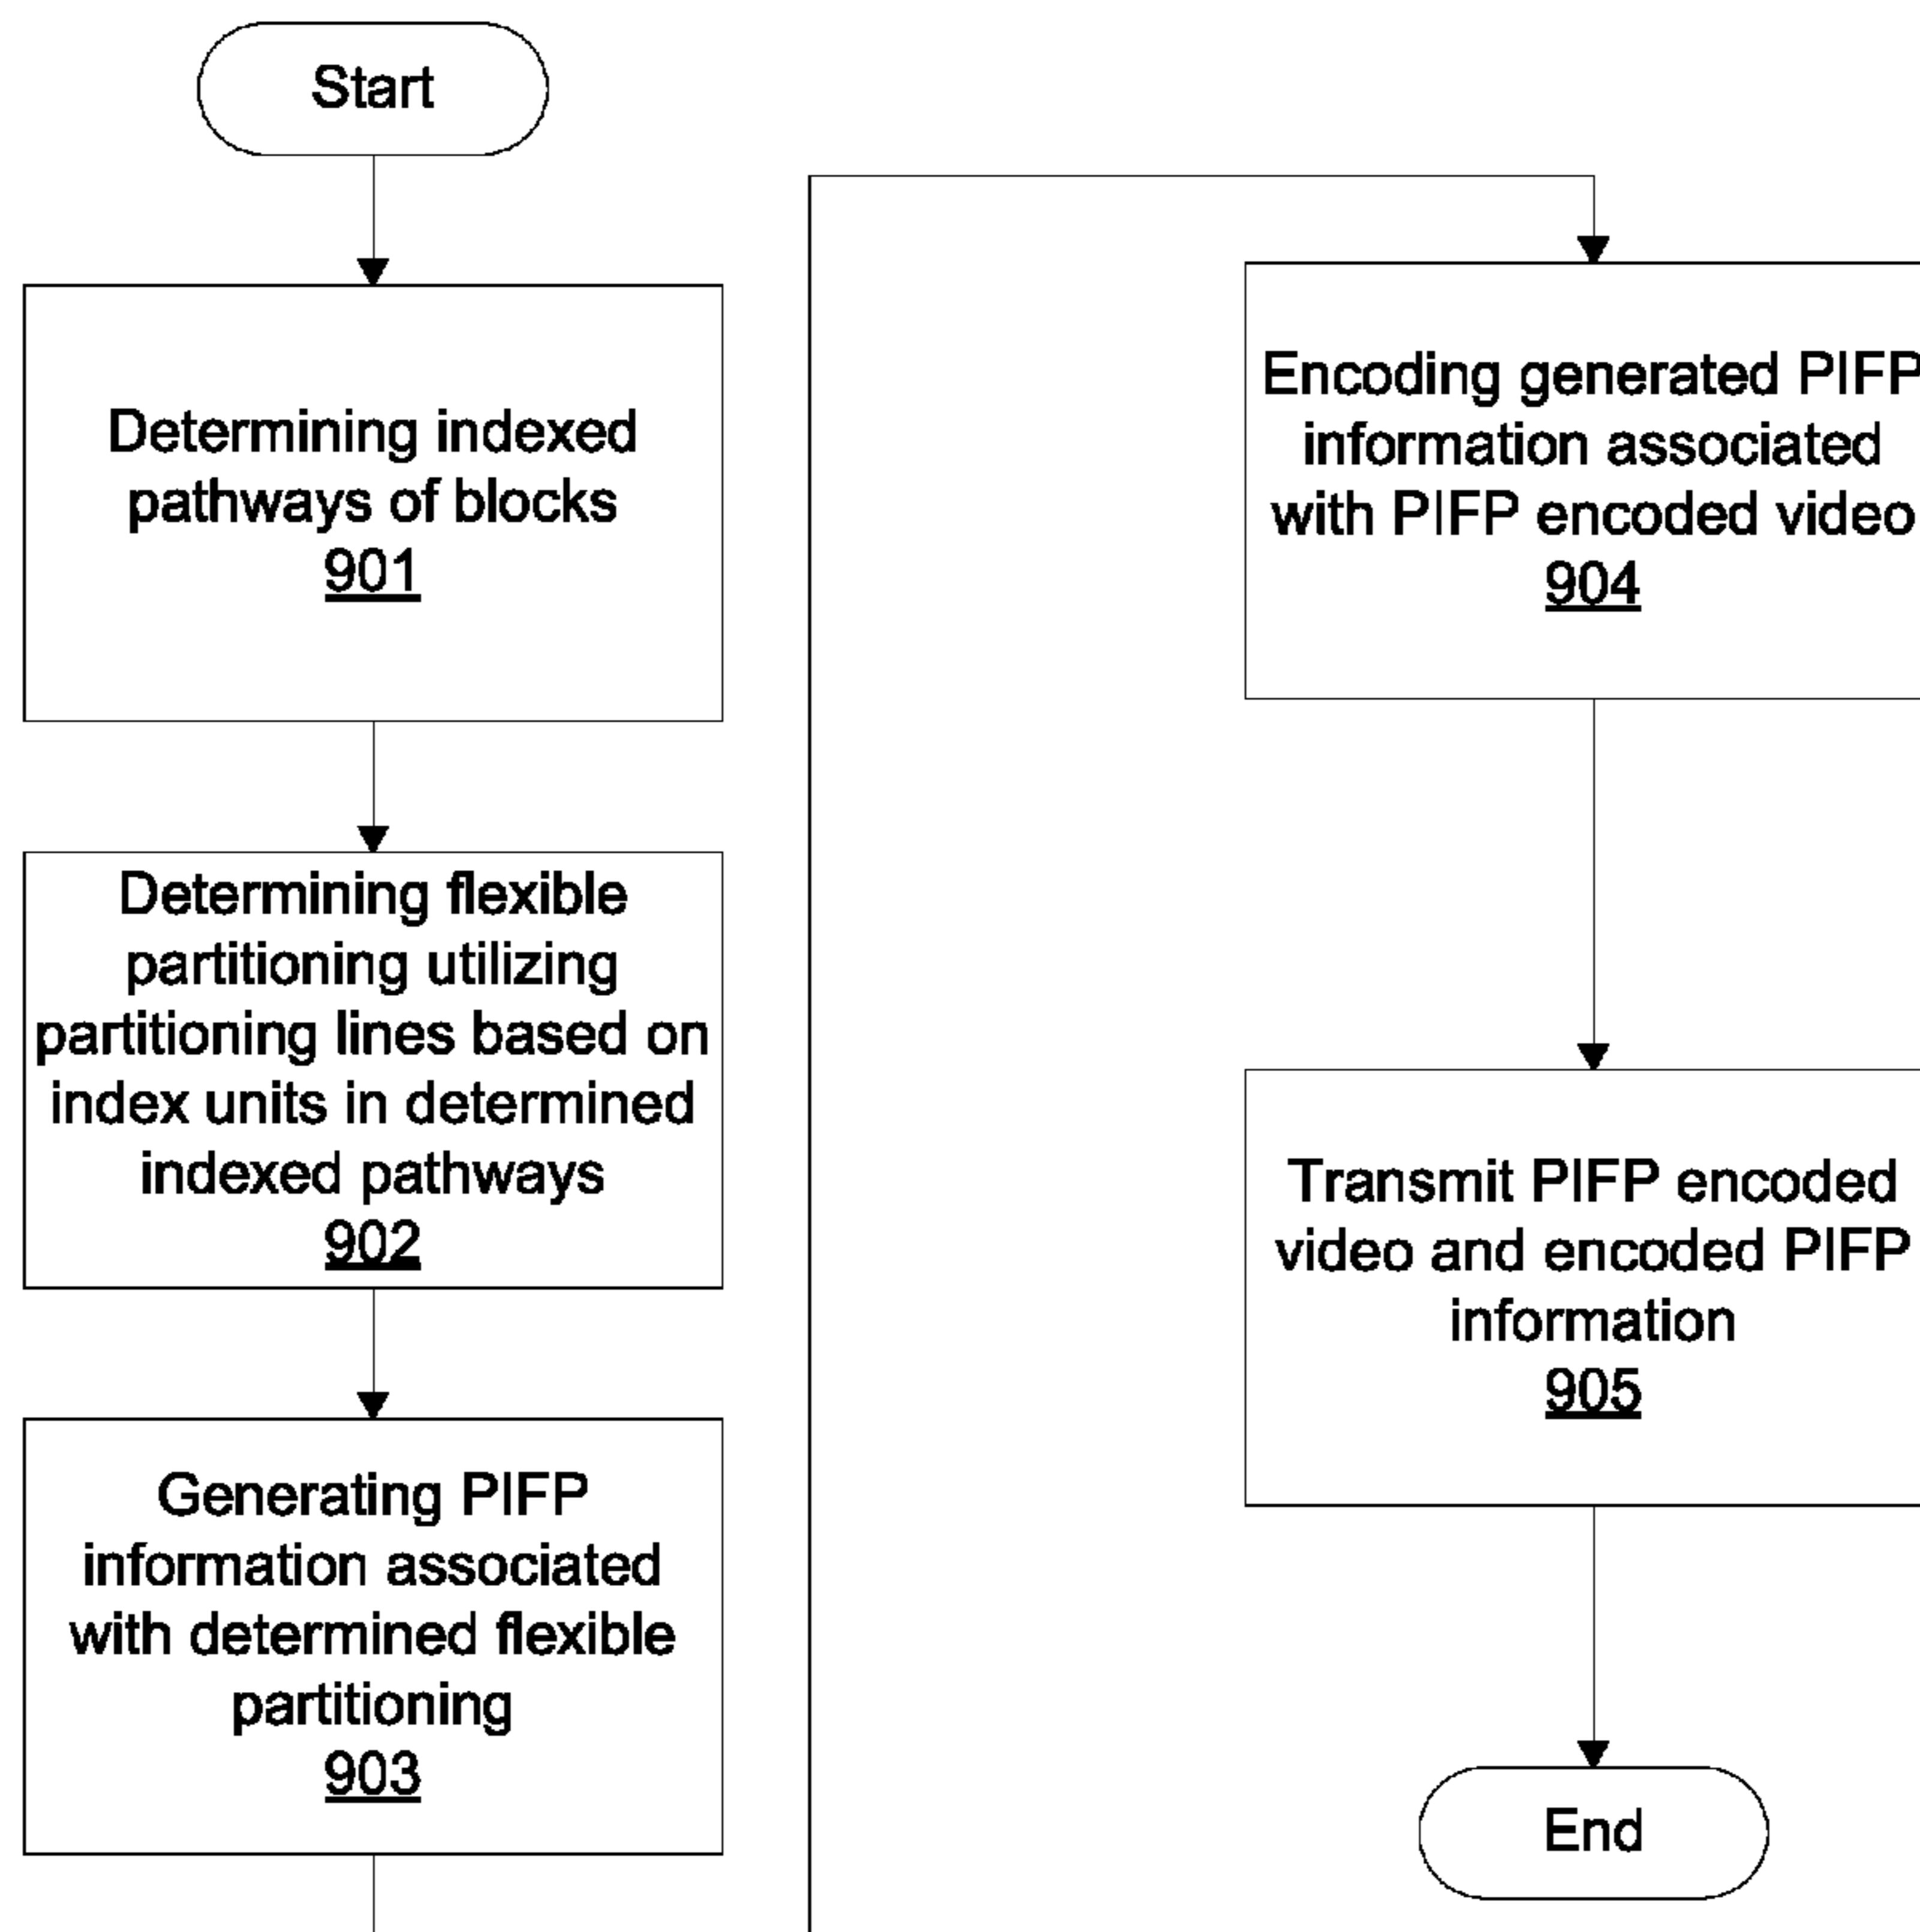 Start
Determining indexed
pathways of blocks
901
Determining flexible
partitioning utilizing
partitioning lines based on
index units in determined
indexed pathways
902
Generating PIFP
information associated
with determined flexible
partitioning
903
Encoding generated PIFP
information associated
with PIFP encoded video
904
Transmit PIFP encoded
video and encoded PIFP
information
905
End